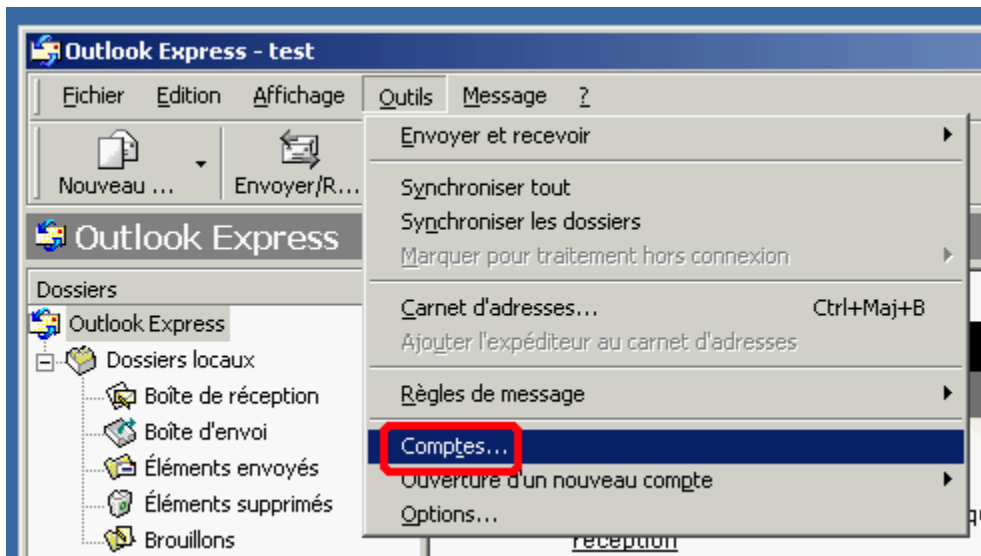 Outlook Express - test
Fichier Edition Affichage Outils Message ?
Nouveau ... Envoyer/R...
Outlook Express
Dossiers
Outlook Express
Dossiers locaux
Boîte de réception
Boîte d'envoi
Éléments envoyés
Éléments supprimés
Brouillons
Envoyer et recevoir
Synchroniser tout
Synchroniser les dossiers
Marquer pour traitement hors connexion
Carnet d'adresses... Ctrl+Maj+B
Ajouter l'expéditeur au carnet d'adresses
Règles de message
Comptes...
Ouverture d'un nouveau compte
Options...
réception